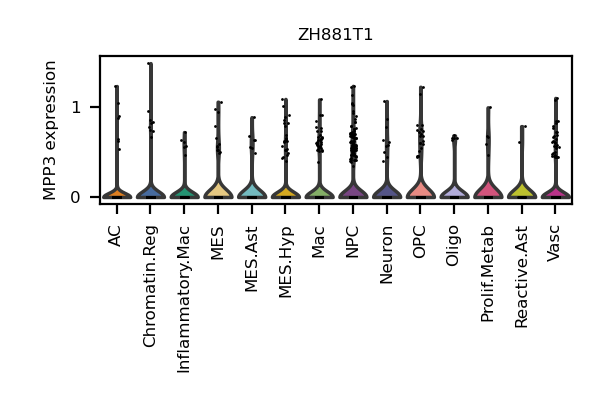 ZH881T1
MPP3 expression
1
0
AC
Chromatin.Reg
Inflammatory.Mac
MES
MES.Ast
MES.Hyp
Mac
NPC
Neuron
OPC
Oligo
Prolif.Metab
Reactive.Ast
Vasc